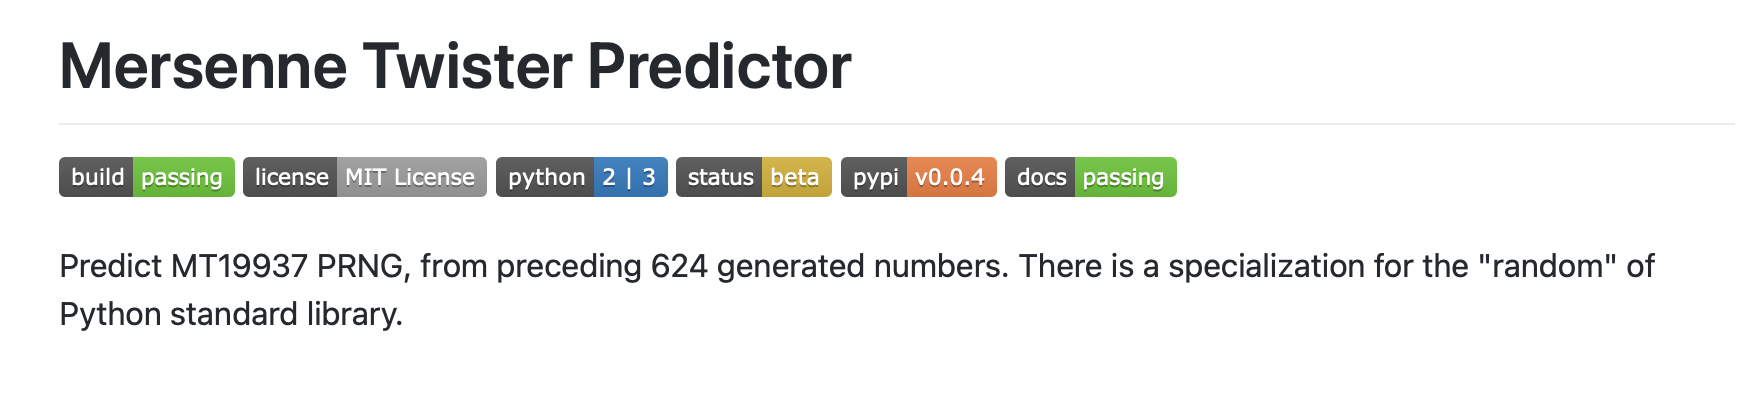 Mersenne Twister Predictor
build passing license MIT License python 2 | 3 status beta pypi v0.0.4 docs passing
Predict MT19937 PRNG, from preceding 624 generated numbers. There is a specialization for the "random" of
Python standard library.